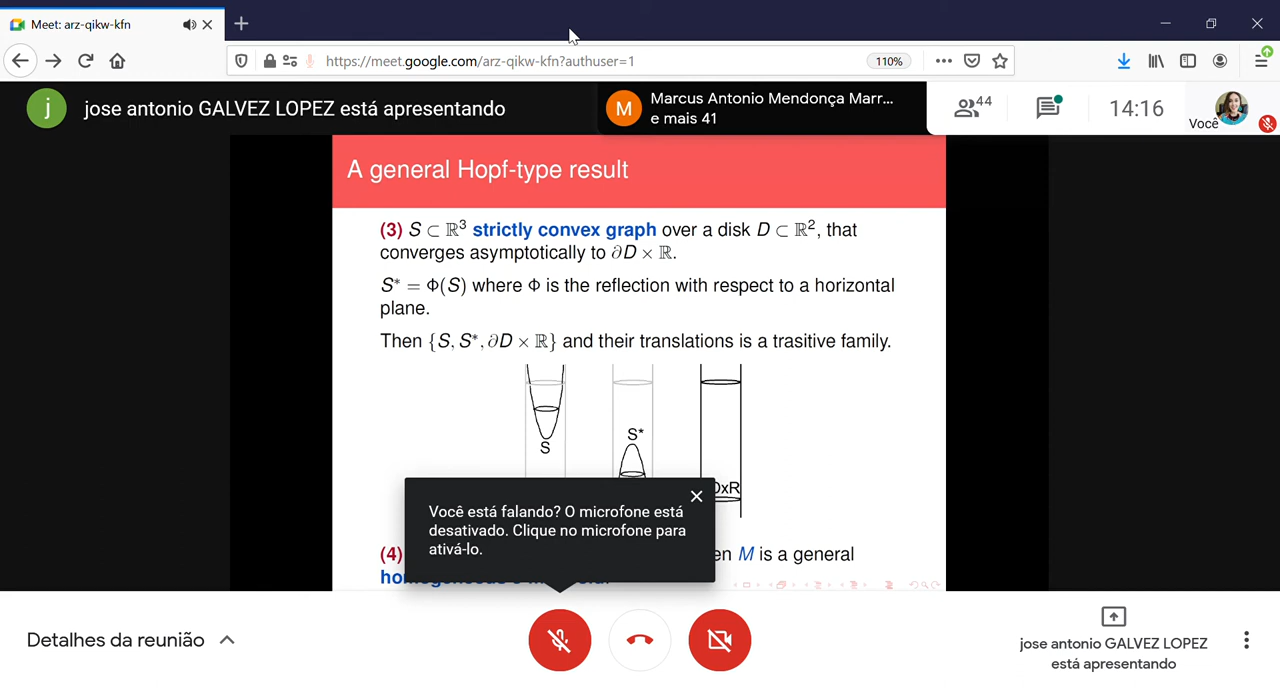 Meet: arz-qikw-kfn
https://meet.google.com/arz-qikw-kfn?authuser=1
110%
j
jose antonio GALVEZ LOPEZ está apresentando
M
Marcus Antonio Mendonça Marr...
e mais 41
44
14:16
Você
A general Hopf-type result
(3) S ⊂ ℝ³ strictly convex graph over a disk D ⊂ ℝ², that
converges asymptotically to ∂D × ℝ.
S* = Φ(S) where Φ is the reflection with respect to a horizontal
plane.
Then {S, S*, ∂D × ℝ} and their translations is a trasitive family.
S
S*
DxR
Você está falando? O microfone está
desativado. Clique no microfone para
ativá-lo.
(4) M is a general
Detalhes da reunião
jose antonio GALVEZ LOPEZ
está apresentando